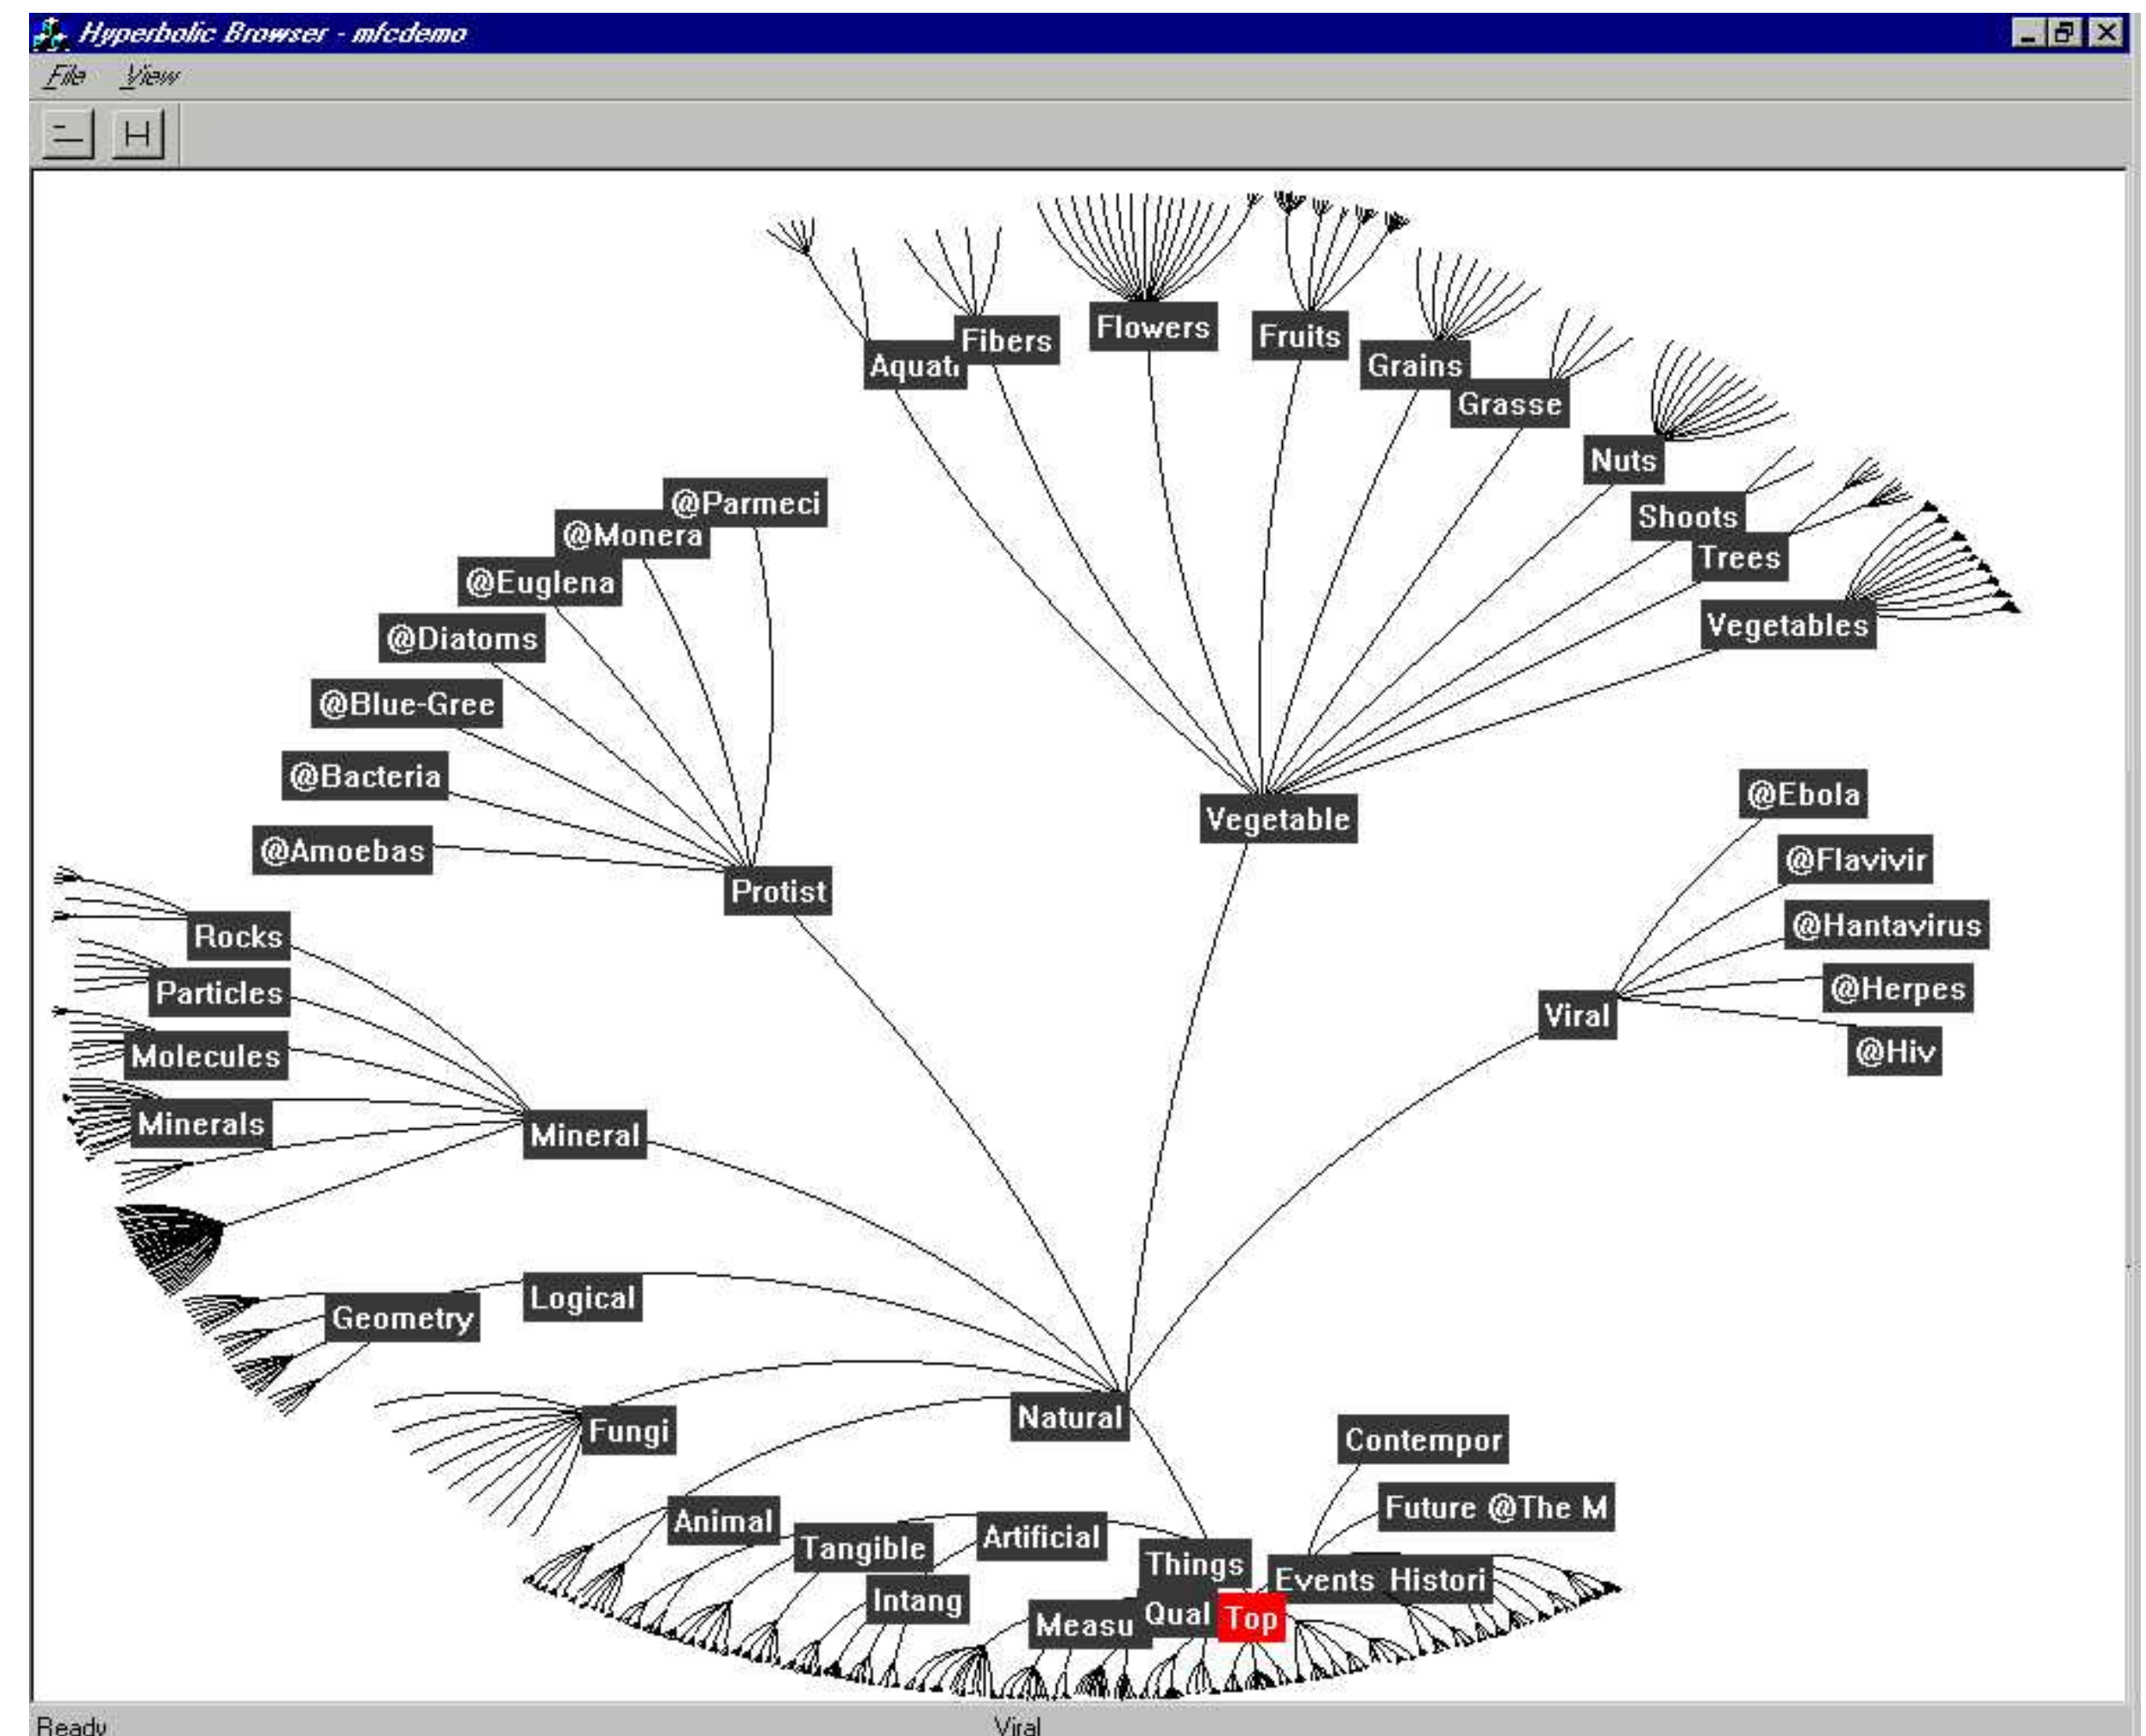 Hyperbolic Browser - mfcdemo
File View
Flowers
Fruits
Fibers
Aquati
Grains
Grasse
Nuts
@Parmeci
Shoots
@Monera
Trees
@Euglena
Vegetables
@Diatoms
@Blue-Gree
@Bacteria
@Ebola
Vegetable
@Amoebas
@Flavivir
Protist
@Hantavirus
Rocks
@Herpes
Particles
Viral
@Hiv
Molecules
Minerals
Mineral
Logical
Geometry
Natural
Fungi
Contempor
Future @The M
Animal
Artificial
Tangible
Things
Events Histori
Intang
Qual
Top
Measu
Ready Viral